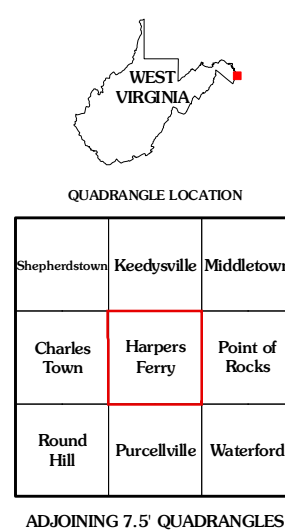 WEST
VIRGINIA
QUADRANGLE LOCATION
Shepherdstown Keedysville Middletown
Charles Town Harpers Ferry Point of Rocks
Round Hill Purcellville Waterford
ADJOINING 7.5' QUADRANGLES